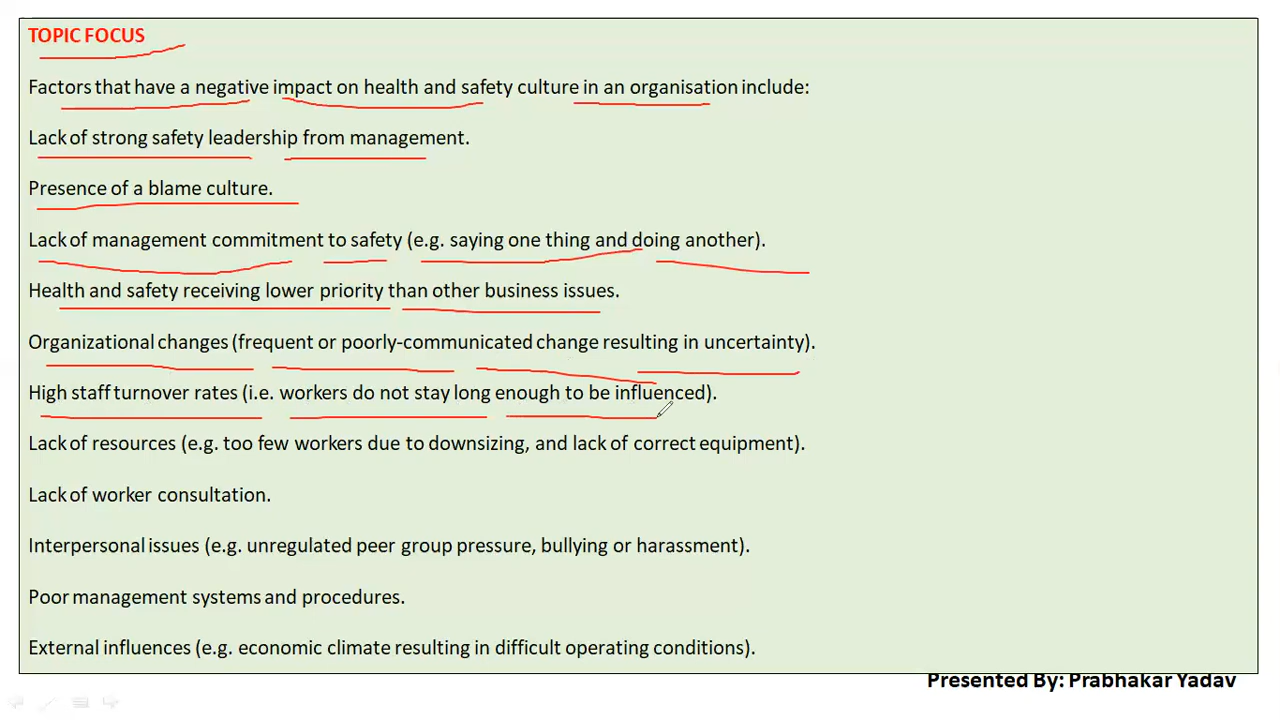 TOPIC FOCUS
Factors that have a negative impact on health and safety culture in an organisation include:
Lack of strong safety leadership from management.
Presence of a blame culture.
Lack of management commitment to safety (e.g. saying one thing and doing another).
Health and safety receiving lower priority than other business issues.
Organizational changes (frequent or poorly-communicated change resulting in uncertainty).
High staff turnover rates (i.e. workers do not stay long enough to be influenced).
Lack of resources (e.g. too few workers due to downsizing, and lack of correct equipment).
Lack of worker consultation.
Interpersonal issues (e.g. unregulated peer group pressure, bullying or harassment).
Poor management systems and procedures.
External influences (e.g. economic climate resulting in difficult operating conditions).
Presented By: Prabhakar Yadav